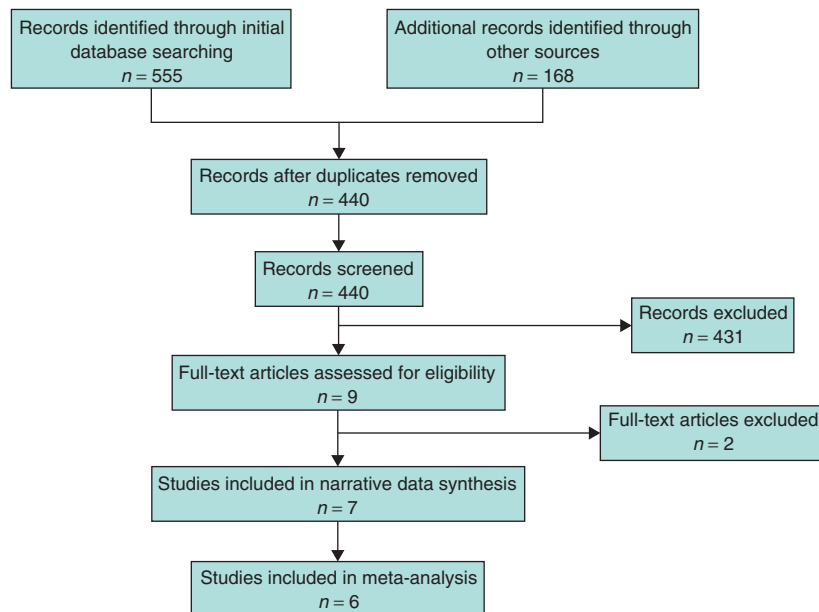 Records identified through initial
database searching
n = 555
Additional records identified through
other sources
n = 168
Records after duplicates removed
n = 440
Records screened
n = 440
Records excluded
n = 431
Full-text articles assessed for eligibility
n = 9
Full-text articles excluded
n = 2
Studies included in narrative data synthesis
n = 7
Studies included in meta-analysis
n = 6